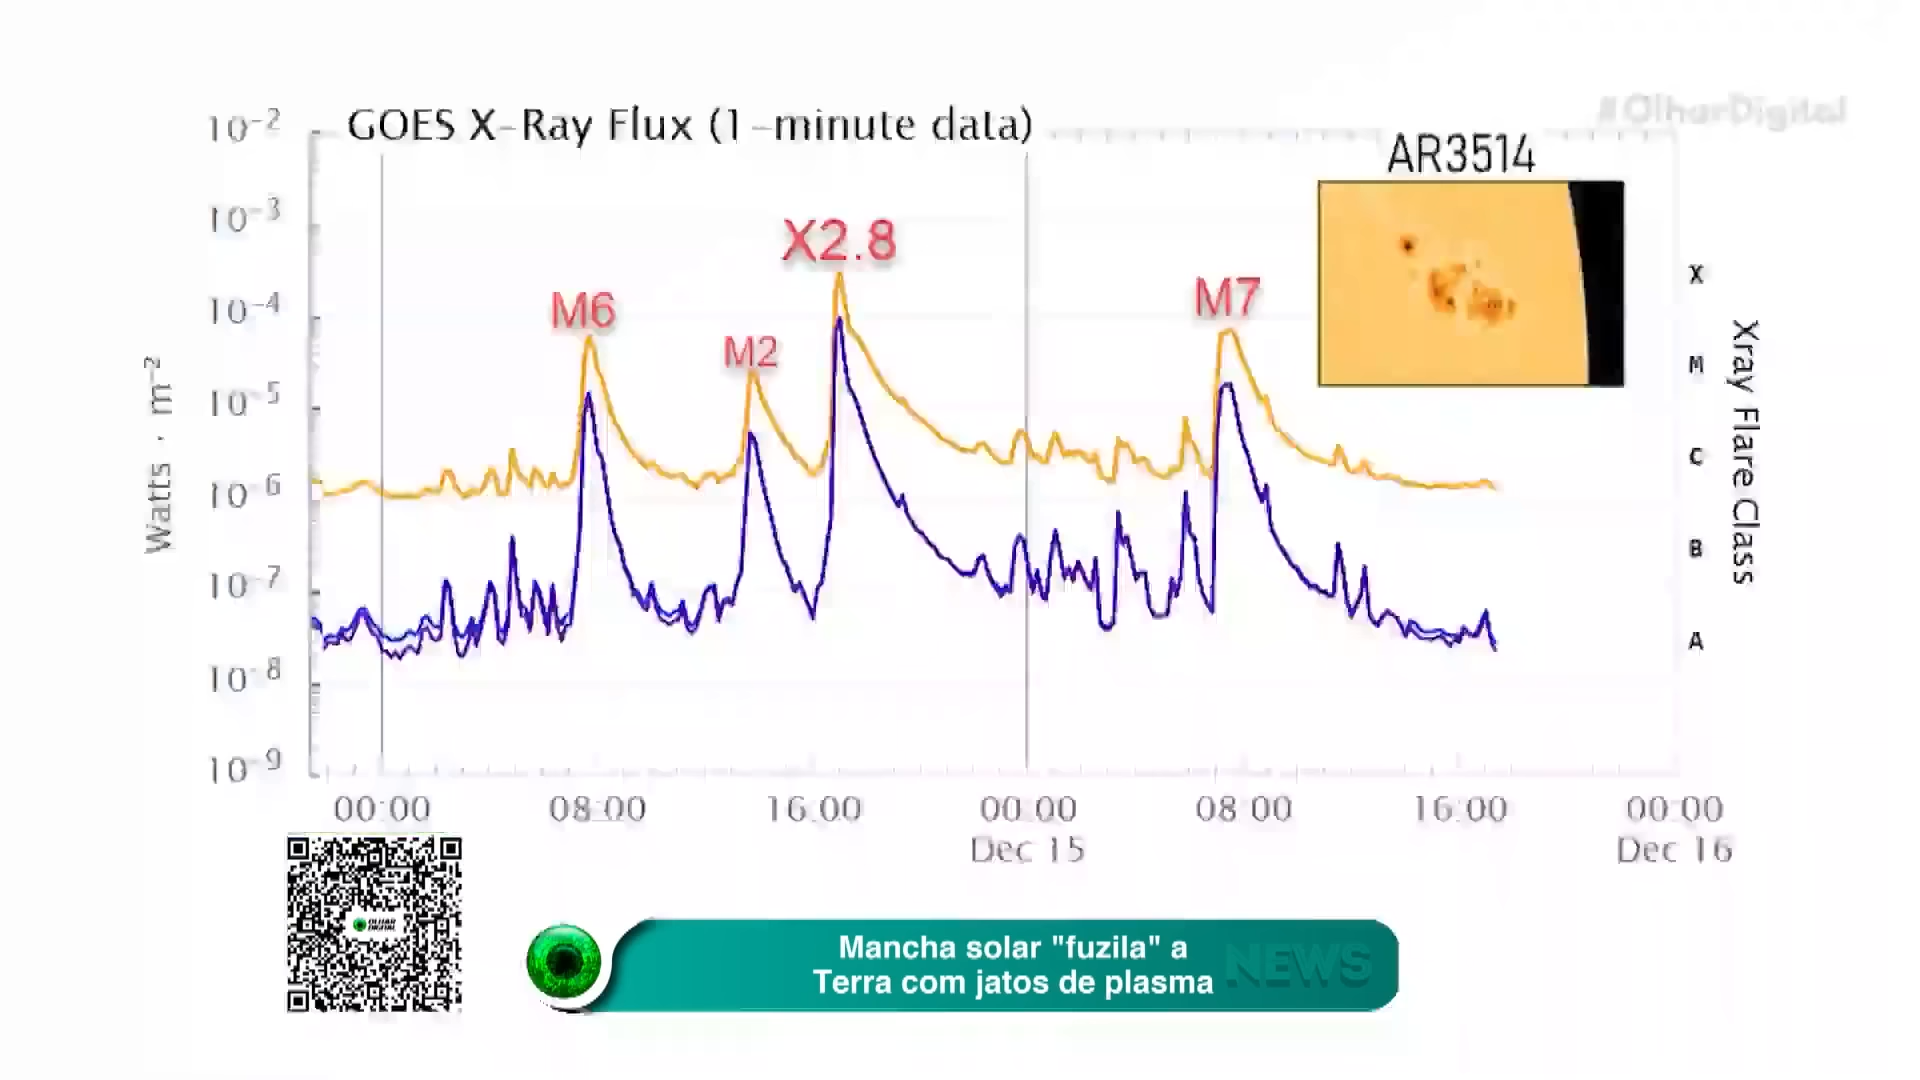 #OlharDigital
GOES X-Ray Flux (1-minute data)
AR3514
10⁻²
10⁻³
10⁻⁴
10⁻⁵
10⁻⁶
10⁻⁷
10⁻⁸
10⁻⁹
Watts · m⁻²
M6
M2
X2.8
M7
X
M
C
B
A
Xray Flare Class
00:00
08:00
16:00
00:00
08:00
16:00
00:00
Dec 15
Dec 16
OLHAR
DIGITAL
Mancha solar "fuzila" a
Terra com jatos de plasma
NEWS